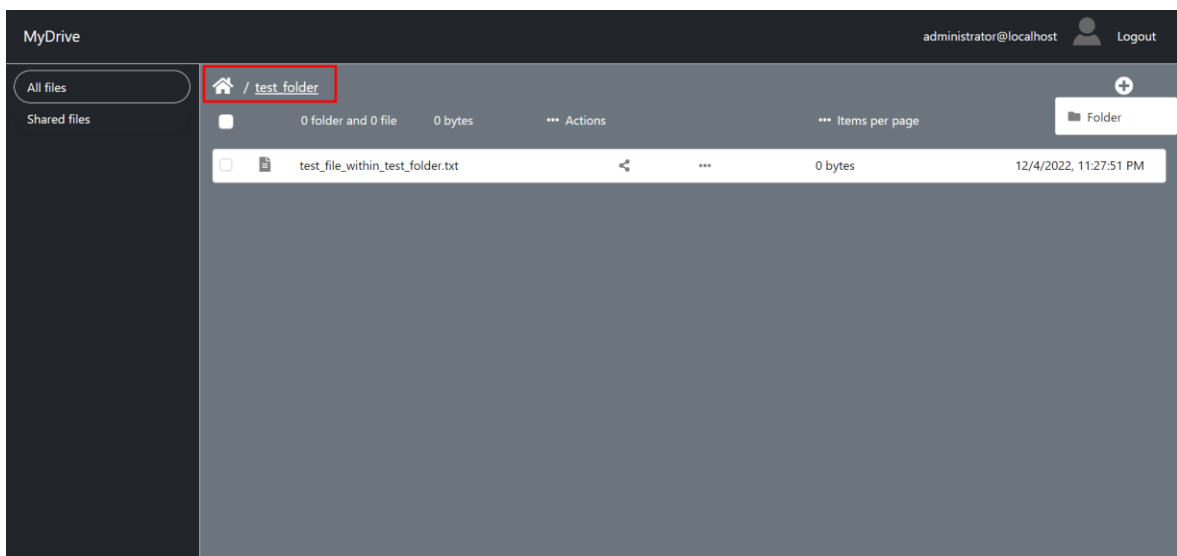 MyDrive administrator@localhost Logout
All files / test_folder
Shared files 0 folder and 0 file 0 bytes ••• Actions ••• Items per page Folder
test_file_within_test_folder.txt ••• 0 bytes 12/4/2022, 11:27:51 PM